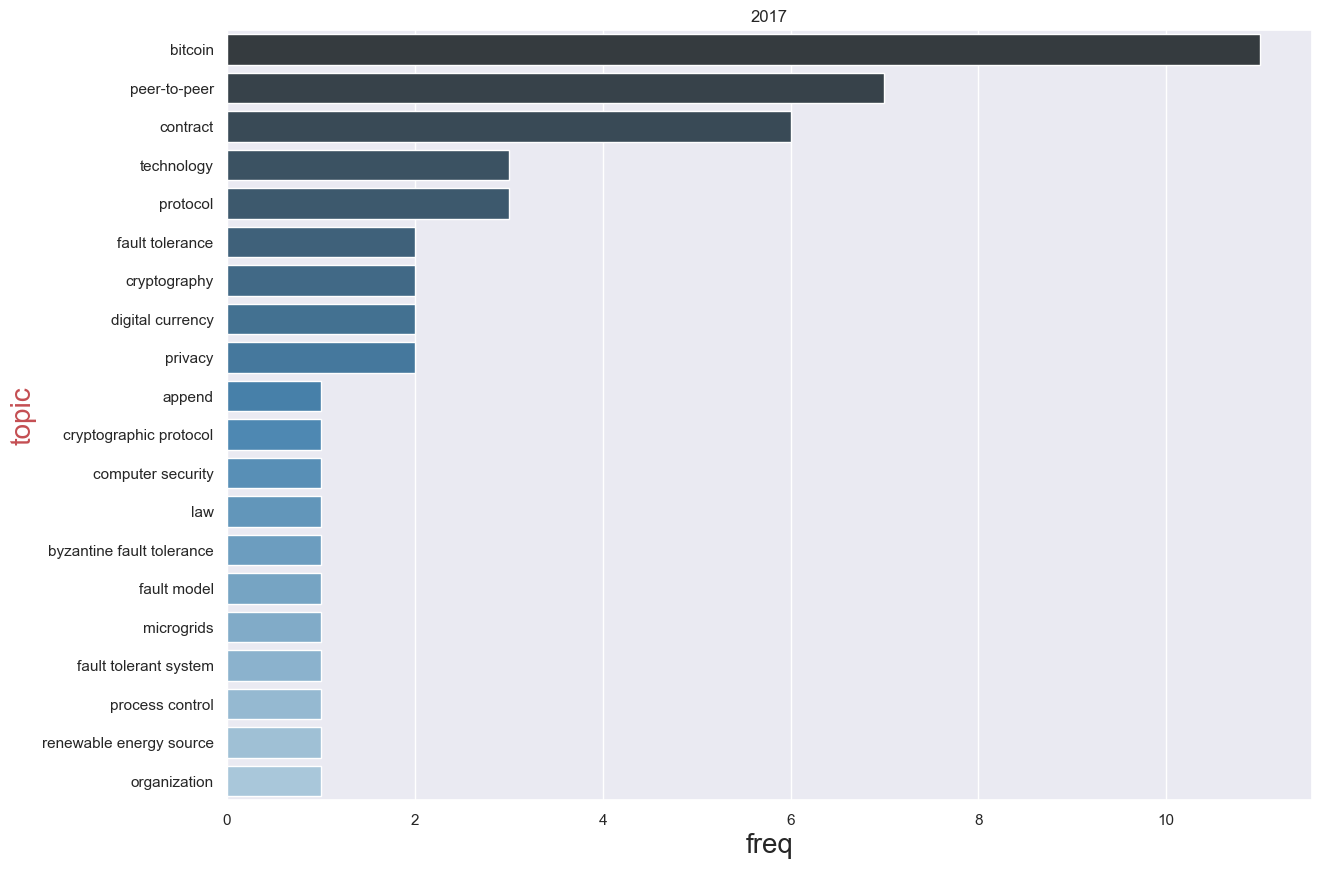 2017
bitcoin
peer-to-peer
contract
technology
protocol
fault tolerance
cryptography
digital currency
privacy
append
cryptographic protocol
computer security
law
byzantine fault tolerance
fault model
microgrids
fault tolerant system
process control
renewable energy source
organization
topic
0 2 4 6 8 10
freq